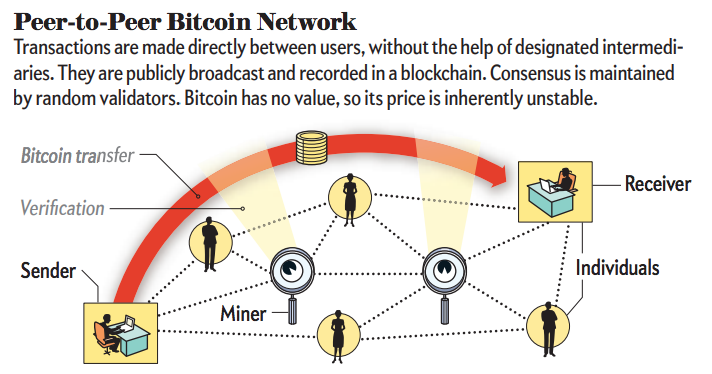 Peer-to-Peer Bitcoin Network
Transactions are made directly between users, without the help of designated intermedi-
aries. They are publicly broadcast and recorded in a blockchain. Consensus is maintained
by random validators. Bitcoin has no value, so its price is inherently unstable.
Bitcoin transfer
Verification
Receiver
Sender
Individuals
Miner